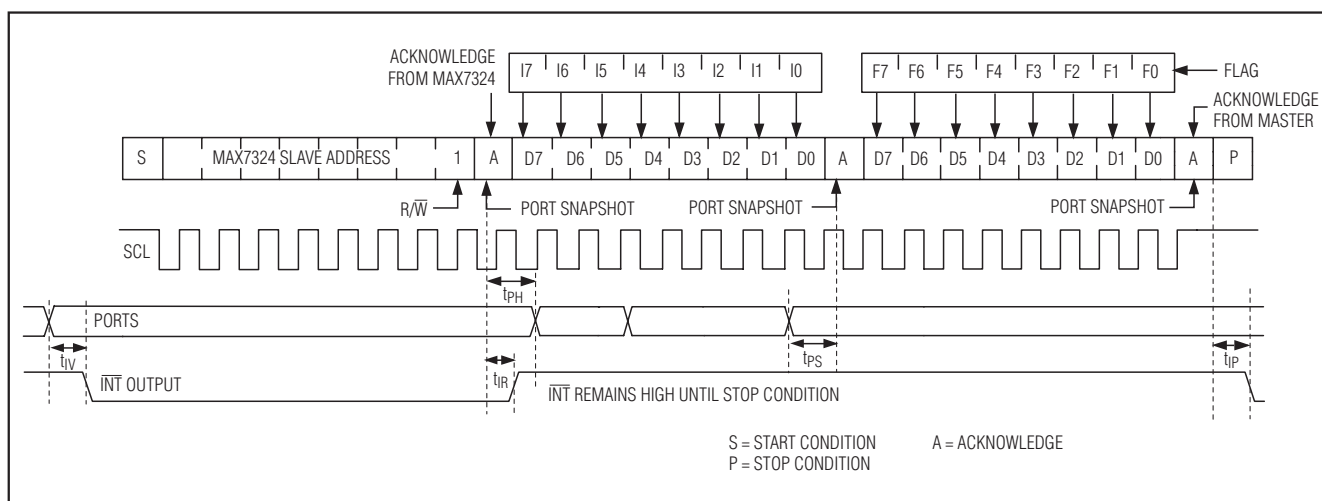 ACKNOWLEDGE
FROM MAX7324
I7 I6 I5 I4 I3 I2 I1 I0
F7 F6 F5 F4 F3 F2 F1 F0
FLAG
ACKNOWLEDGE
FROM MASTER
S MAX7324 SLAVE ADDRESS 1 A D7 D6 D5 D4 D3 D2 D1 D0 A D7 D6 D5 D4 D3 D2 D1 D0 A P
R/W̅ PORT SNAPSHOT PORT SNAPSHOT PORT SNAPSHOT
SCL
tPH
PORTS
tIV tIR tPS tIP
I̅N̅T̅ OUTPUT I̅N̅T̅ REMAINS HIGH UNTIL STOP CONDITION
S = START CONDITION A = ACKNOWLEDGE
P = STOP CONDITION